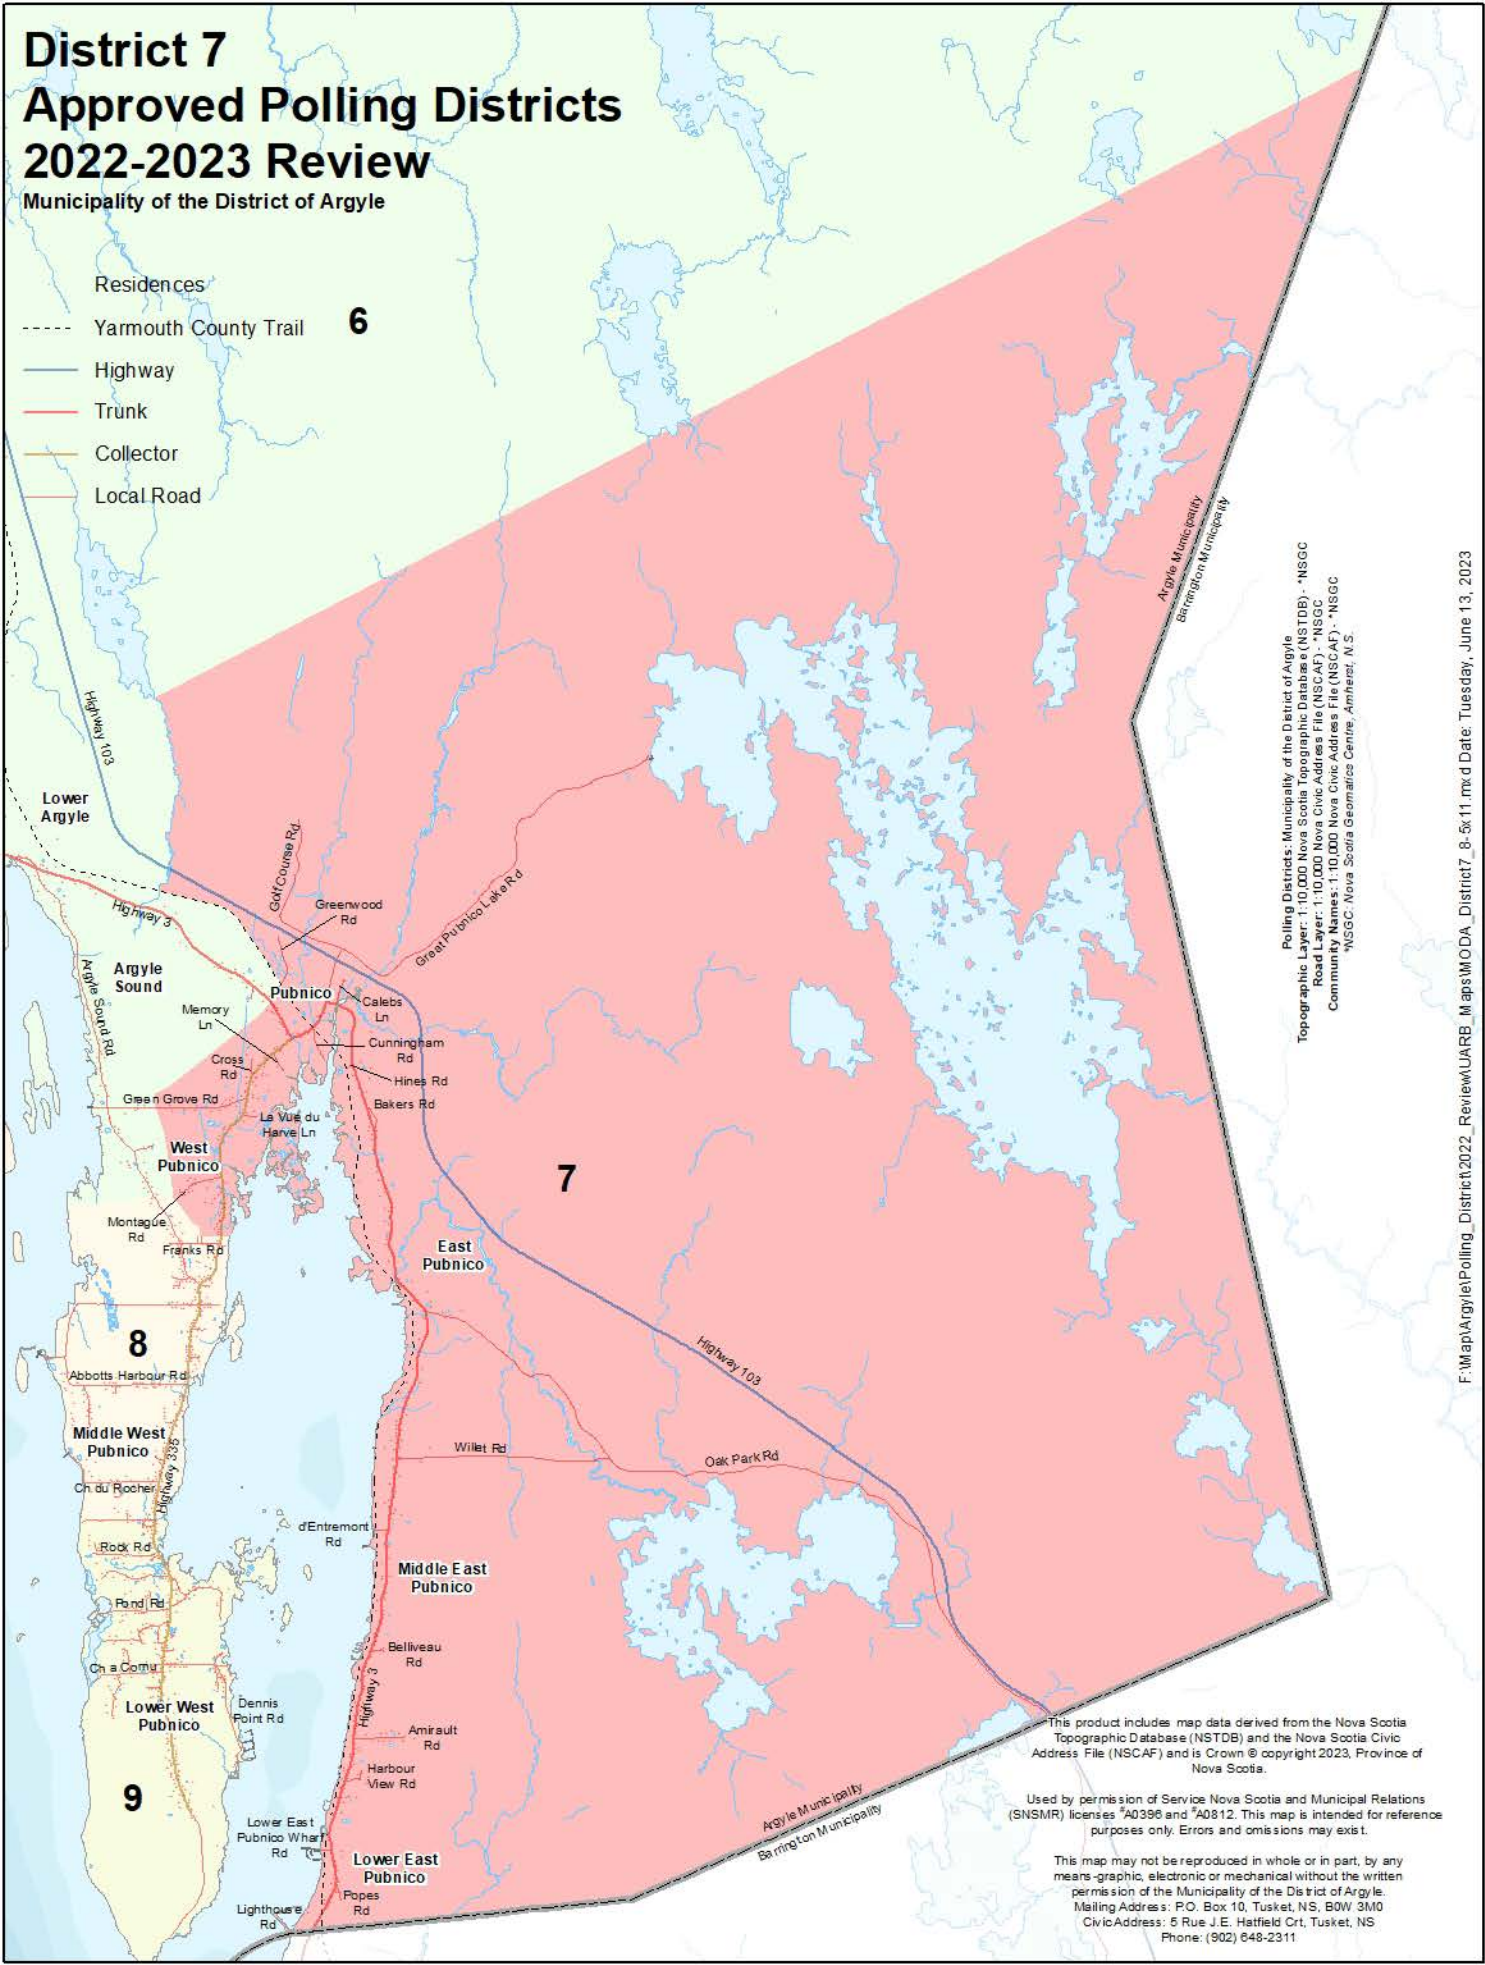 District 7
Approved Polling Districts
2022-2023 Review
Municipality of the District of Argyle
Residences
Yarmouth County Trail
Highway
Trunk
Collector
Local Road
6
Argyle Municipality
Barrington Municipality
Highway 103
Lower
Argyle
Golf Course Rd
Greenwood
Rd
Great Pubnico Lake Rd
Highway 3
Argyle
Sound
Argyle Sound Rd
Pubnico
Memory
Ln
Calebs
Ln
Cunningham
Rd
Cross
Rd
Hines Rd
Green Grove Rd
Bakers Rd
La Vue du
Harve Ln
West
Pubnico
7
Montague
Rd
Franks Rd
East
Pubnico
8
Highway 103
Abbotts Harbour Rd
Middle West
Pubnico
Willet Rd
Oak Park Rd
Highway 335
Ch. du Rocher
d'Entremont
Rd
Rock Rd
Middle East
Pubnico
Pond Rd
Belliveau
Rd
Ch a Cornu
Highway 3
Lower West
Pubnico
Dennis
Point Rd
Amirault
Rd
Harbour
View Rd
9
Lower East
Pubnico Wharf
Rd
Lower East
Pubnico
Popes
Rd
Lighthouse
Rd
Argyle Municipality
Barrington Municipality
Polling Districts: Municipality of the District of Argyle
Topographic Layer: 1:10,000 Nova Scotia Topographic Database (NSTDB) - *NSGC
Road Layer: 1:10,000 Nova Civic Address File (NSCAF) - *NSGC
Community Names: 1:10,000 Nova Civic Address File (NSCAF) - *NSGC
*NSGC: Nova Scotia Geomatics Centre, Amherst, N.S.
F:\Map\Argyle\Polling_District\2022_Review\UARB_Maps\MODA_District7_8-5x11.mxd Date: Tuesday, June 13, 2023
This product includes map data derived from the Nova Scotia
Topographic Database (NSTDB) and the Nova Scotia Civic
Address File (NSCAF) and is Crown © copyright 2023, Province of
Nova Scotia.
Used by permission of Service Nova Scotia and Municipal Relations
(SNSMR) licenses #A0396 and #A0812. This map is intended for reference
purposes only. Errors and omissions may exist.
This map may not be reproduced in whole or in part, by any
means -graphic, electronic or mechanical without the written
permission of the Municipality of the District of Argyle.
Mailing Address: P.O. Box 10, Tusket, NS, B0W 3M0
Civic Address: 5 Rue J.E. Hatfield Crt, Tusket, NS
Phone: (902) 648-2311